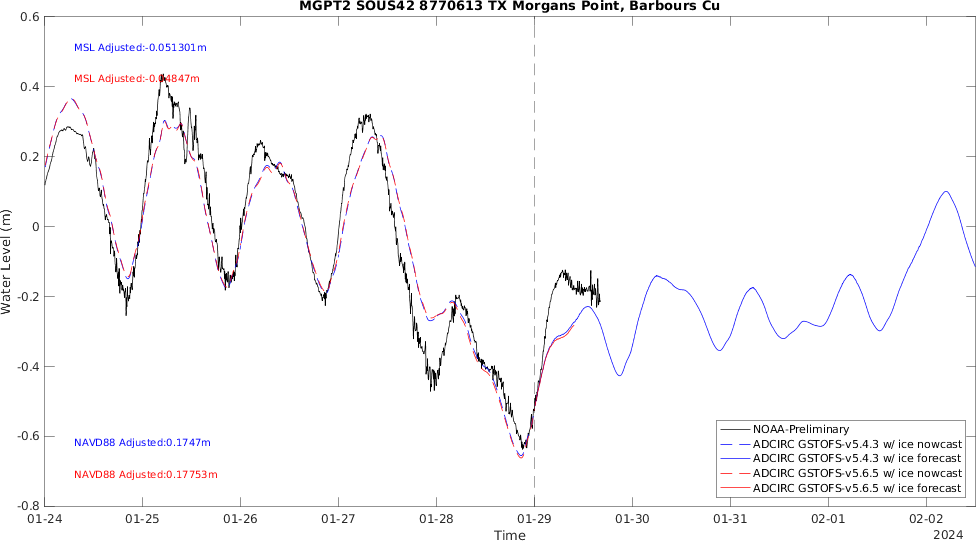 MGPT2 SOUS42 8770613 TX Morgans Point, Barbours Cu
0.6
0.4
0.2
0
-0.2
-0.4
-0.6
-0.8
Water Level (m)
MSL Adjusted:-0.051301m
MSL Adjusted:-0.04847m
NAVD88 Adjusted:0.1747m
NAVD88 Adjusted:0.17753m
NOAA-Preliminary
ADCIRC GSTOFS-v5.4.3 w/ ice nowcast
ADCIRC GSTOFS-v5.4.3 w/ ice forecast
ADCIRC GSTOFS-v5.6.5 w/ ice nowcast
ADCIRC GSTOFS-v5.6.5 w/ ice forecast
01-24 01-25 01-26 01-27 01-28 01-29 01-30 01-31 02-01 02-02
Time
2024